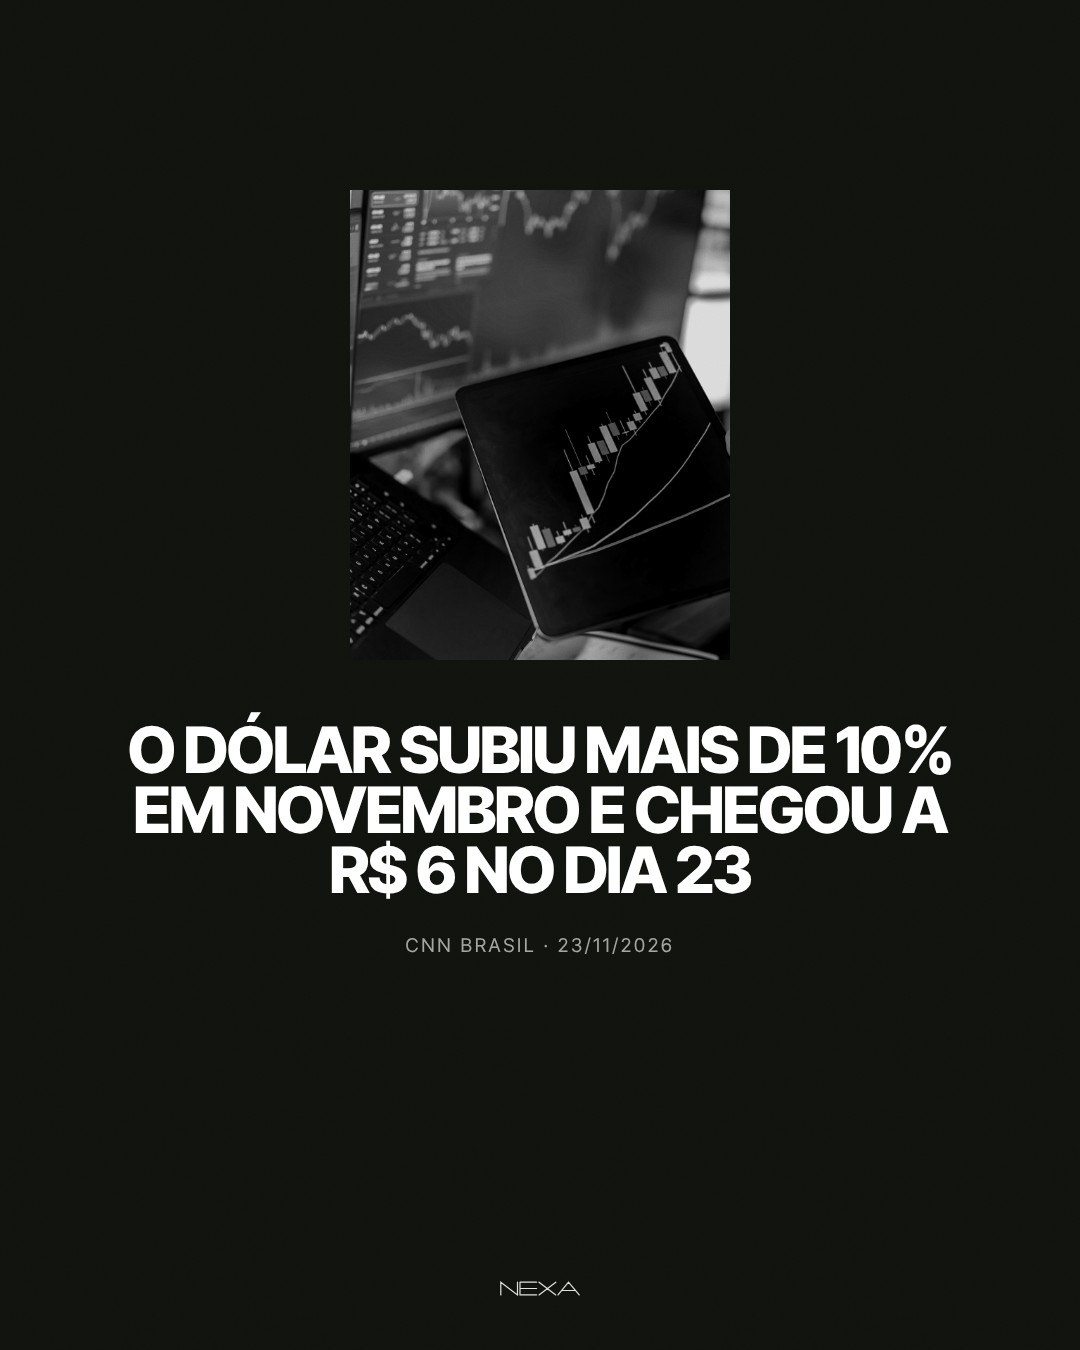 O DÓLAR SUBIU MAIS DE 10%
EM NOVEMBRO E CHEGOU A
R$ 6 NO DIA 23
CNN BRASIL · 23/11/2026
NEXA